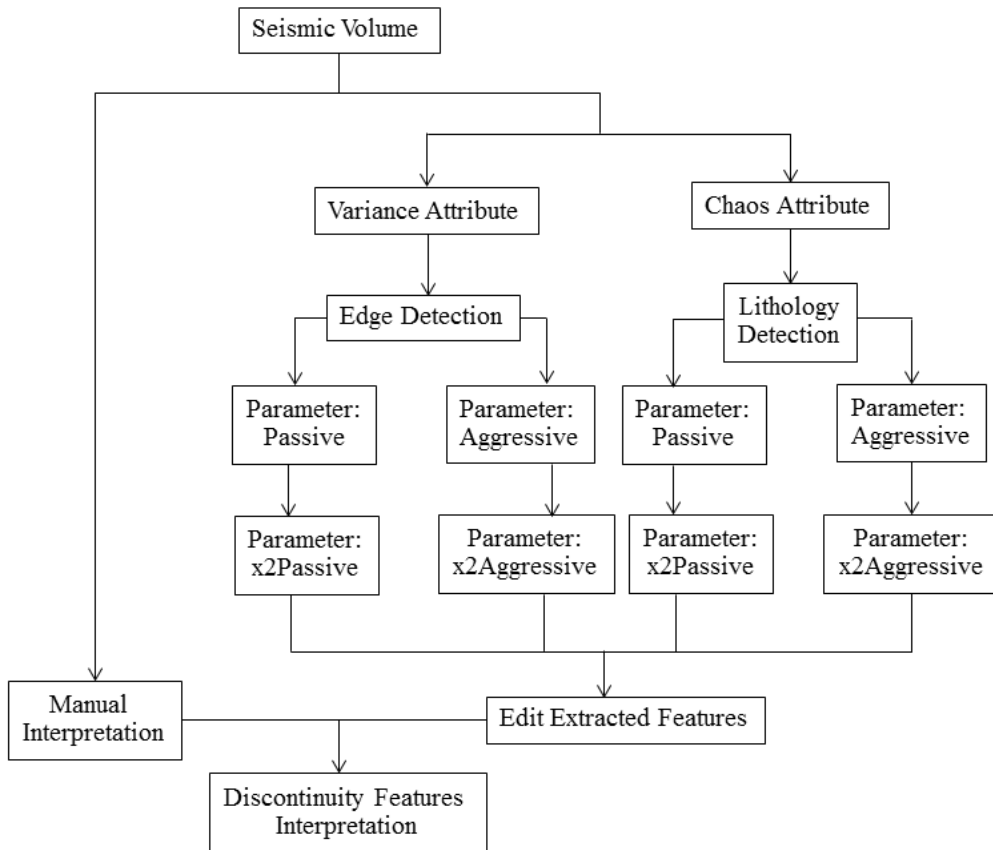 Seismic Volume
Variance Attribute
Chaos Attribute
Edge Detection
Lithology
Detection
Parameter:
Passive
Parameter:
Aggressive
Parameter:
Passive
Parameter:
Aggressive
Parameter:
x2Passive
Parameter:
x2Aggressive
Parameter:
x2Passive
Parameter:
x2Aggressive
Manual
Interpretation
Edit Extracted Features
Discontinuity Features
Interpretation